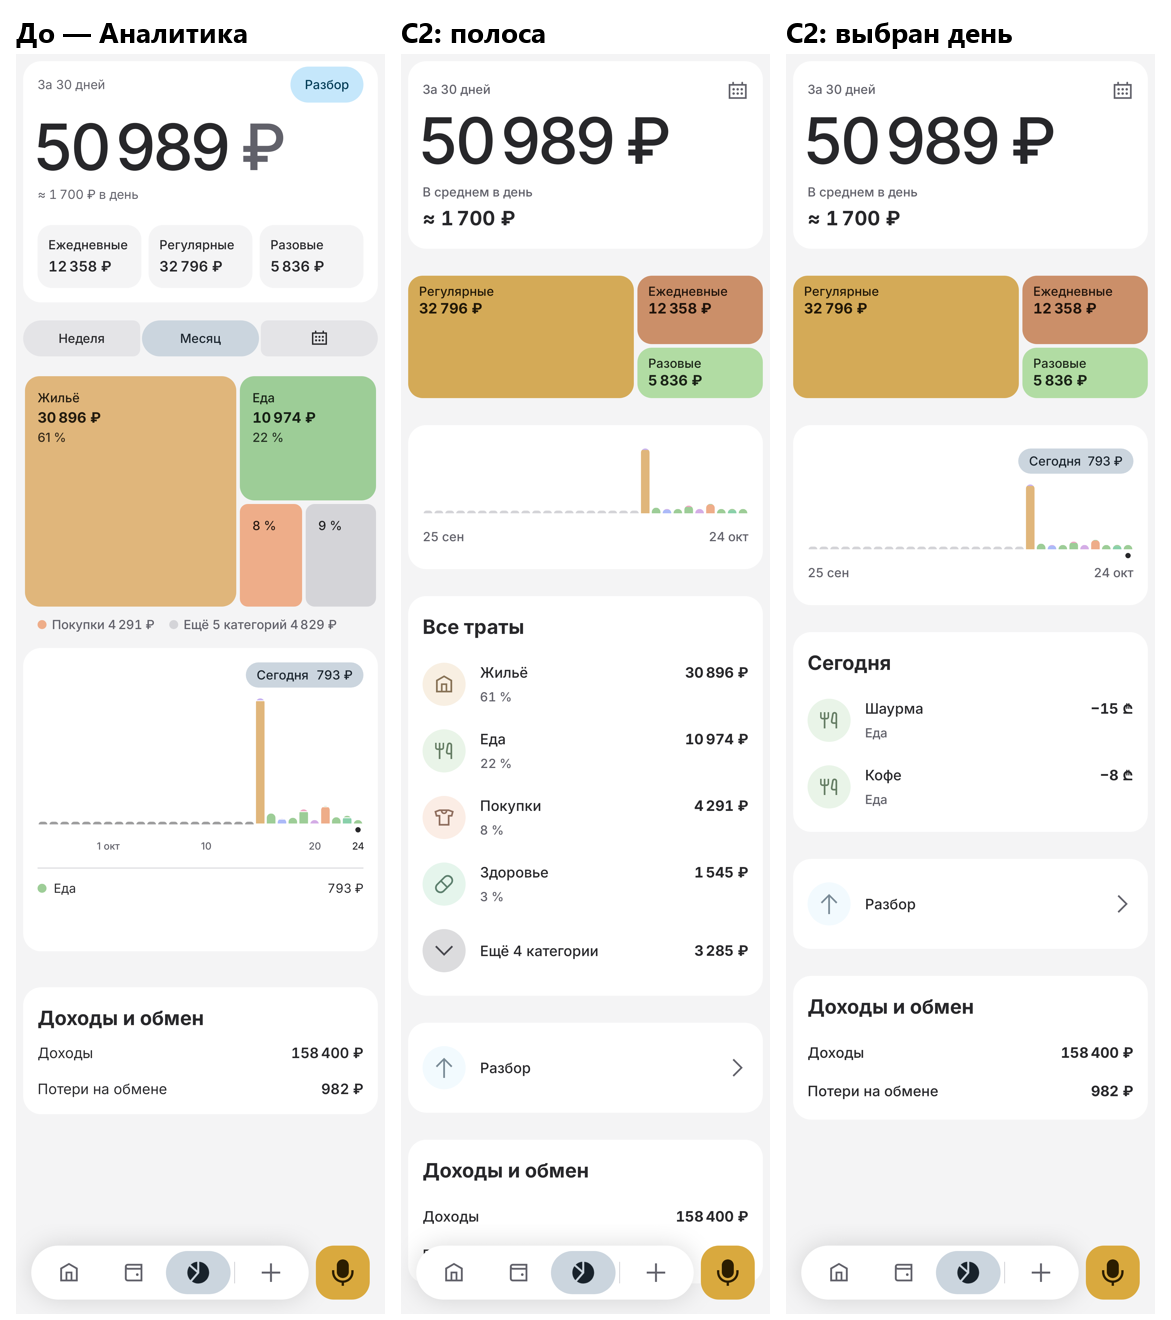 До — Аналитика
За 30 дней
Разбор
50 989 ₽
≈ 1 700 ₽ в день
Ежедневные
12 358 ₽
Регулярные
32 796 ₽
Разовые
5 836 ₽
Неделя
Месяц
Жильё
30 896 ₽
61 %
Еда
10 974 ₽
22 %
8 %
9 %
Покупки 4 291 ₽
Ещё 5 категорий 4 829 ₽
Сегодня 793 ₽
1 окт
10
20
24
Еда
793 ₽
Доходы и обмен
Доходы
158 400 ₽
Потери на обмене
982 ₽
C2: полоса
За 30 дней
50 989 ₽
В среднем в день
≈ 1 700 ₽
Регулярные
32 796 ₽
Ежедневные
12 358 ₽
Разовые
5 836 ₽
25 сен
24 окт
Все траты
Жильё
30 896 ₽
61 %
Еда
10 974 ₽
22 %
Покупки
4 291 ₽
8 %
Здоровье
1 545 ₽
3 %
Ещё 4 категории
3 285 ₽
Разбор
Доходы и обмен
Доходы
158 400 ₽
C2: выбран день
За 30 дней
50 989 ₽
В среднем в день
≈ 1 700 ₽
Регулярные
32 796 ₽
Ежедневные
12 358 ₽
Разовые
5 836 ₽
Сегодня 793 ₽
25 сен
24 окт
Сегодня
Шаурма
−15 ₾
Еда
Кофе
−8 ₾
Еда
Разбор
Доходы и обмен
Доходы
158 400 ₽
Потери на обмене
982 ₽